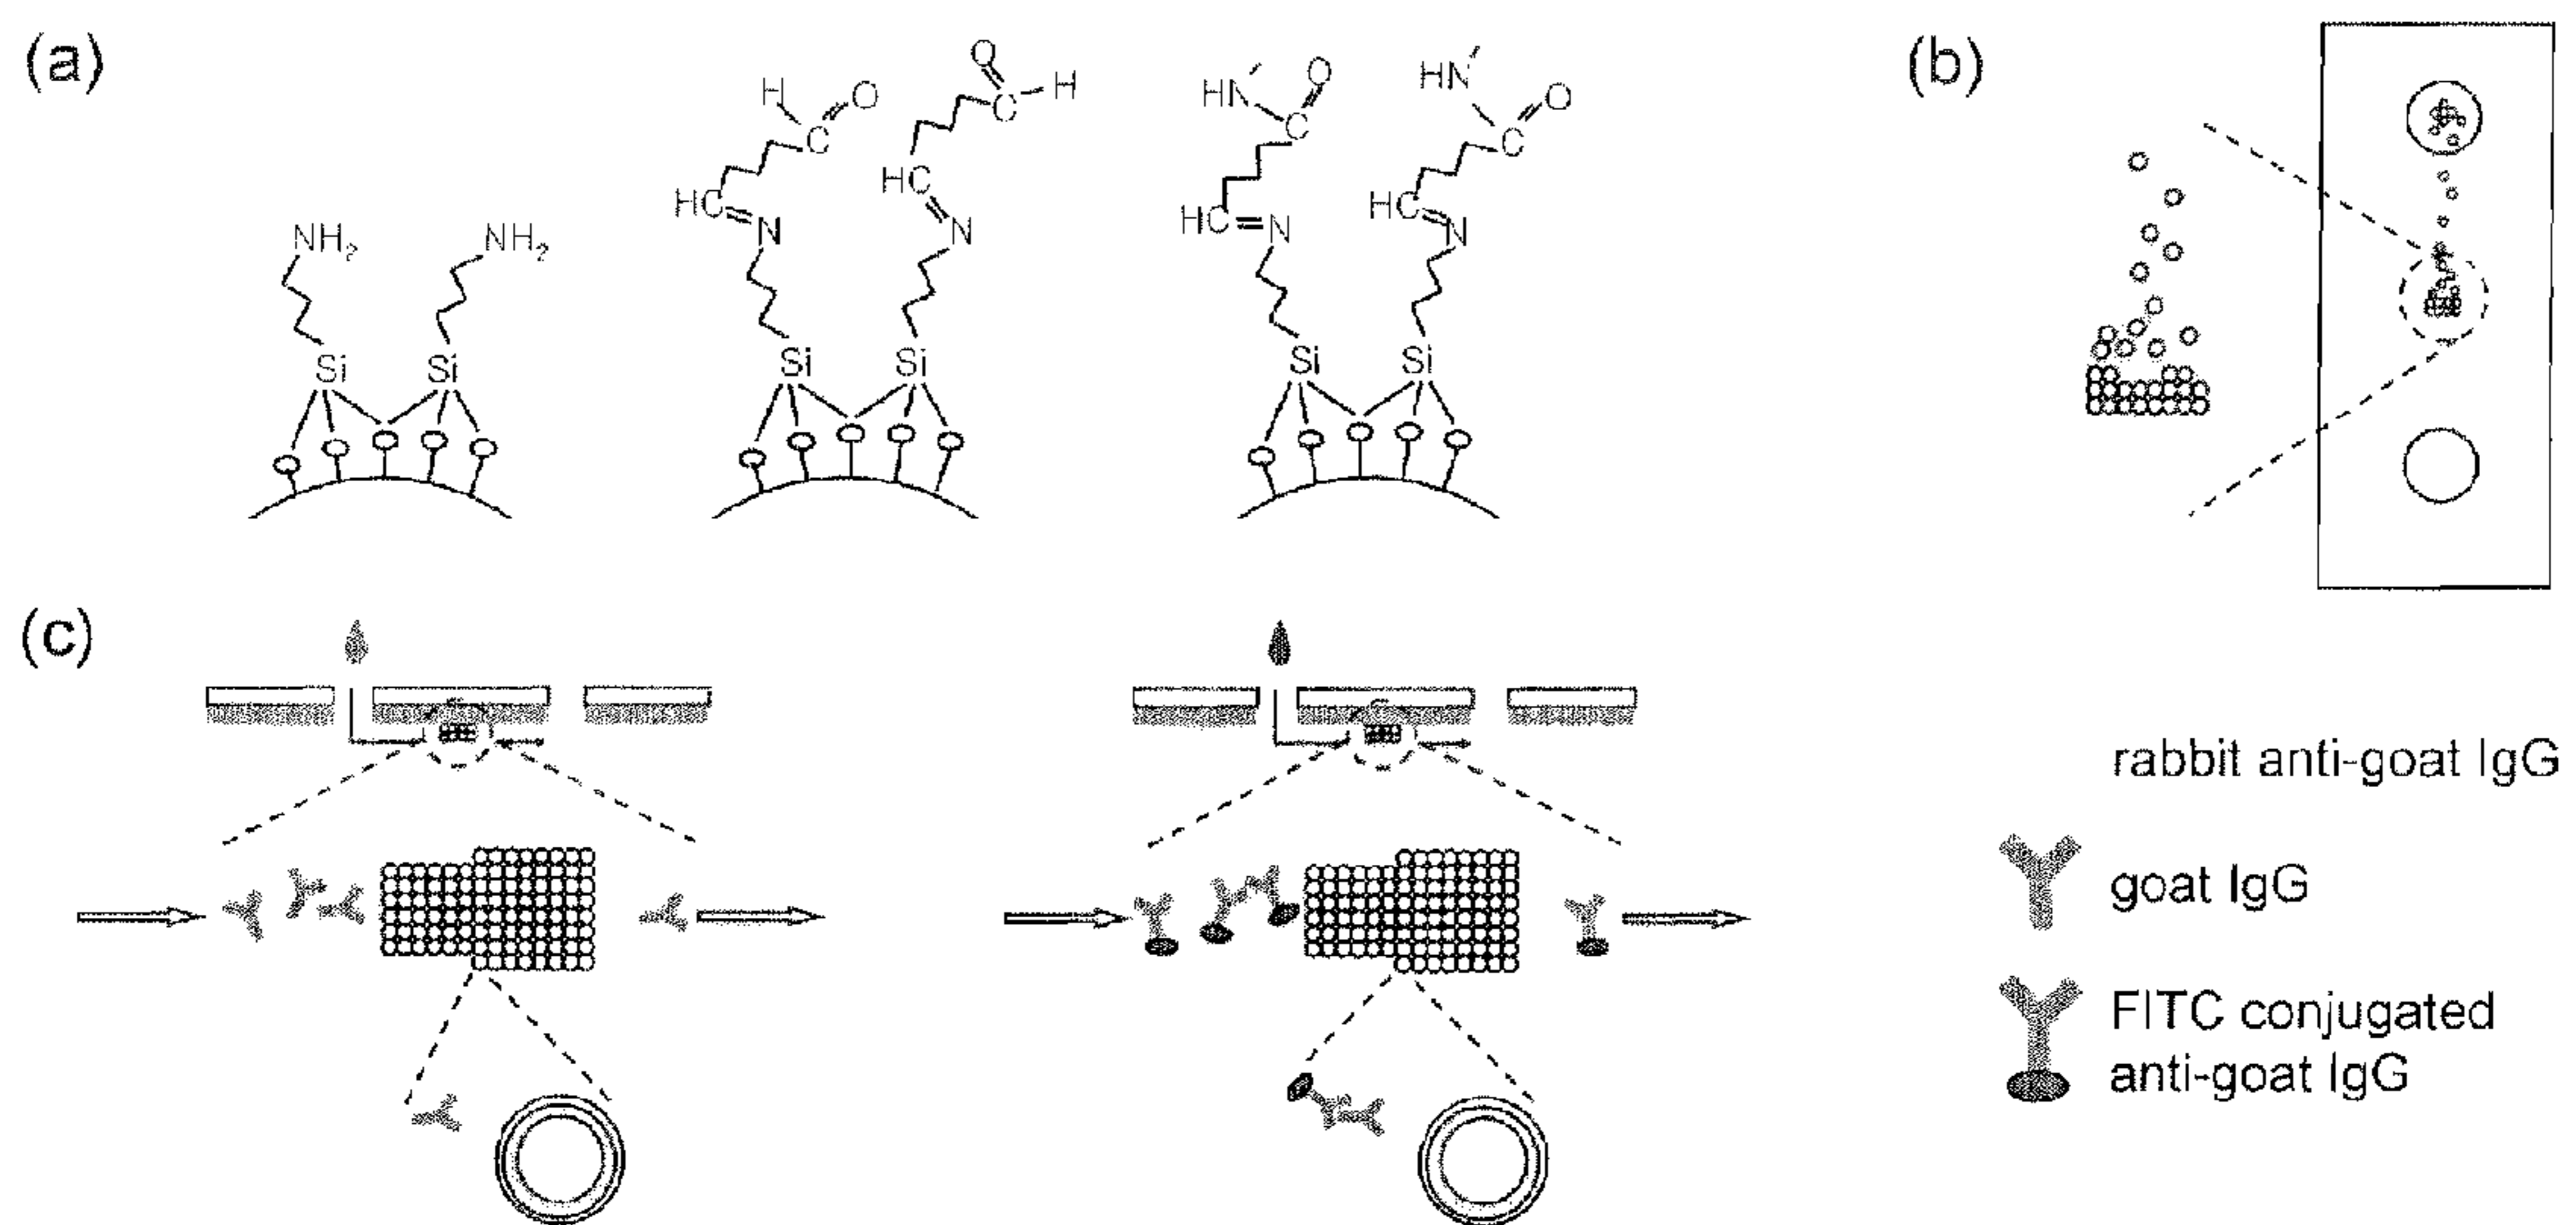 (a)
NH₂
NH₂
Si
Si
H
O
C
HC
N
O
C
H
HC
N
Si
Si
HN
O
C
HC
N
HN
O
C
HC
N
Si
Si
(b)
(c)
rabbit anti-goat IgG
goat IgG
FITC conjugated
anti-goat IgG